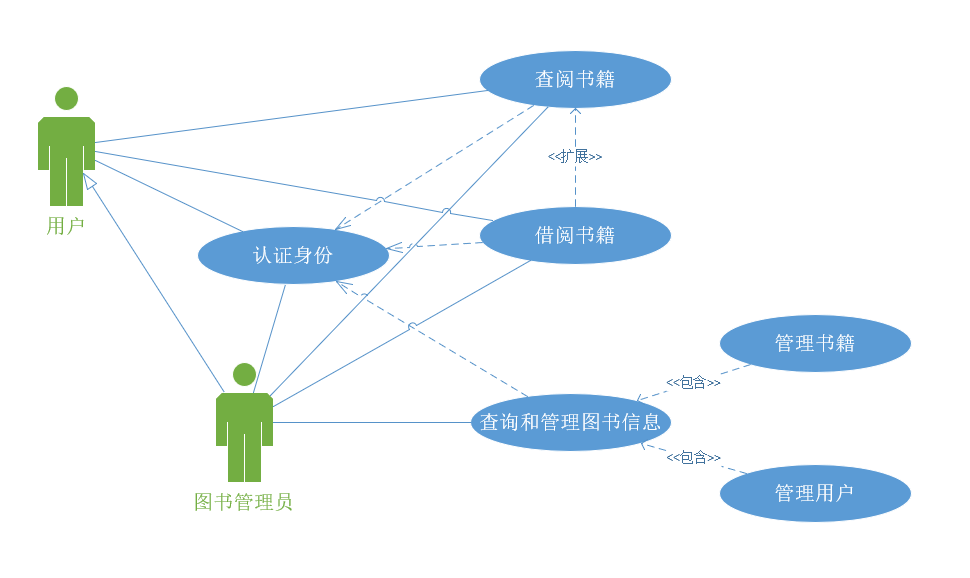 查阅书籍
<<扩展>>
用户
借阅书籍
认证身份
管理书籍
<<包含>>
查询和管理图书信息
<<包含>>
管理用户
图书管理员